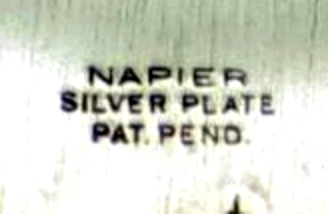 NAPIER
SILVER PLATE
PAT. PEND.